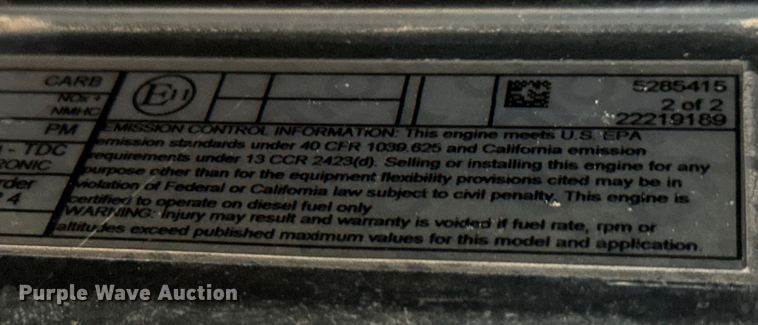 CARB
NOx +
NMHC
PM
- TDC
RONIC
rder
4
E11
5285415
2 of 2
22219189
EMISSION CONTROL INFORMATION: This engine meets U.S. EPA
emission standards under 40 CFR 1039.625 and California emission
requirements under 13 CCR 2423(d). Selling or installing this engine for any
purpose other than for the equipment flexibility provisions cited may be in
violation of Federal or California law subject to civil penalty. This engine is
certified to operate on diesel fuel only
WARNING: Injury may result and warranty is voided if fuel rate, rpm or
altitudes exceed published maximum values for this model and application.
Purple Wave Auction